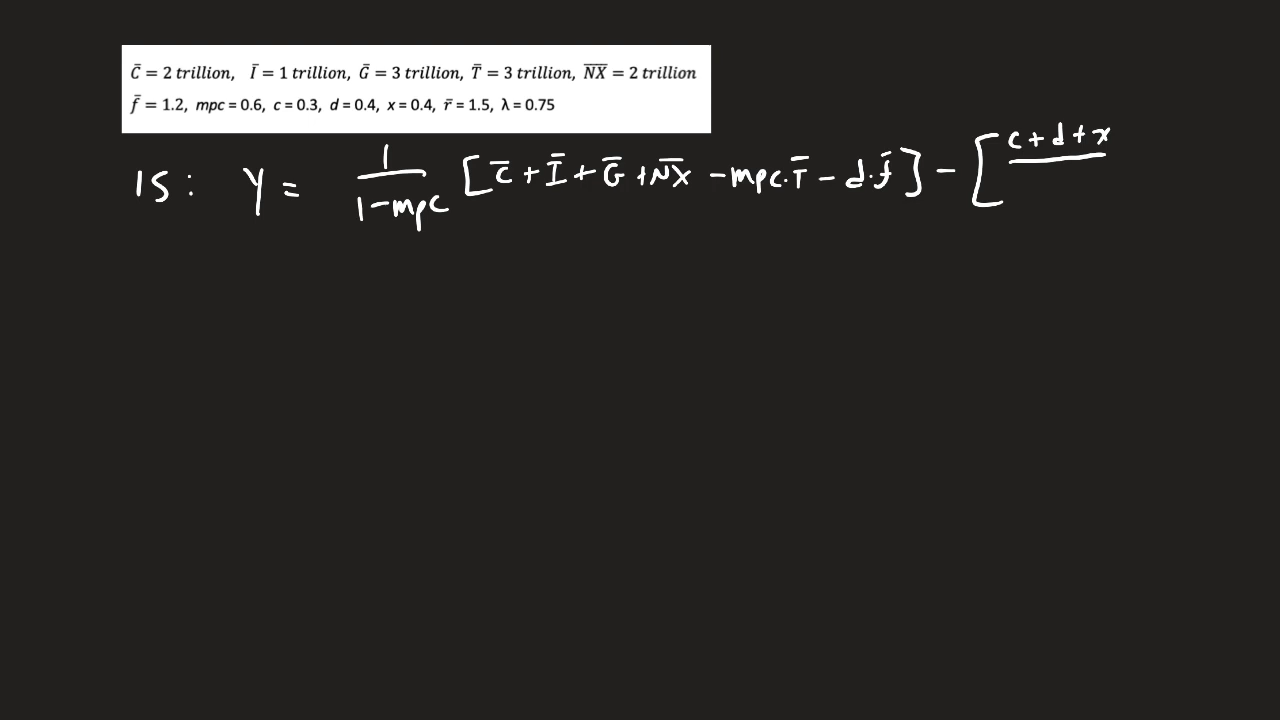 C̄ = 2 trillion, Ī = 1 trillion, Ḡ = 3 trillion, T̄ = 3 trillion, N̅X̅ = 2 trillion
f̄ = 1.2, mpc = 0.6, c = 0.3, d = 0.4, x = 0.4, r̄ = 1.5, λ = 0.75
IS: Y = 1/(1-mpc) [C̄ + Ī + Ḡ + N̅X̅ - mpc.T̄ - d.f̄] - [c+d+x